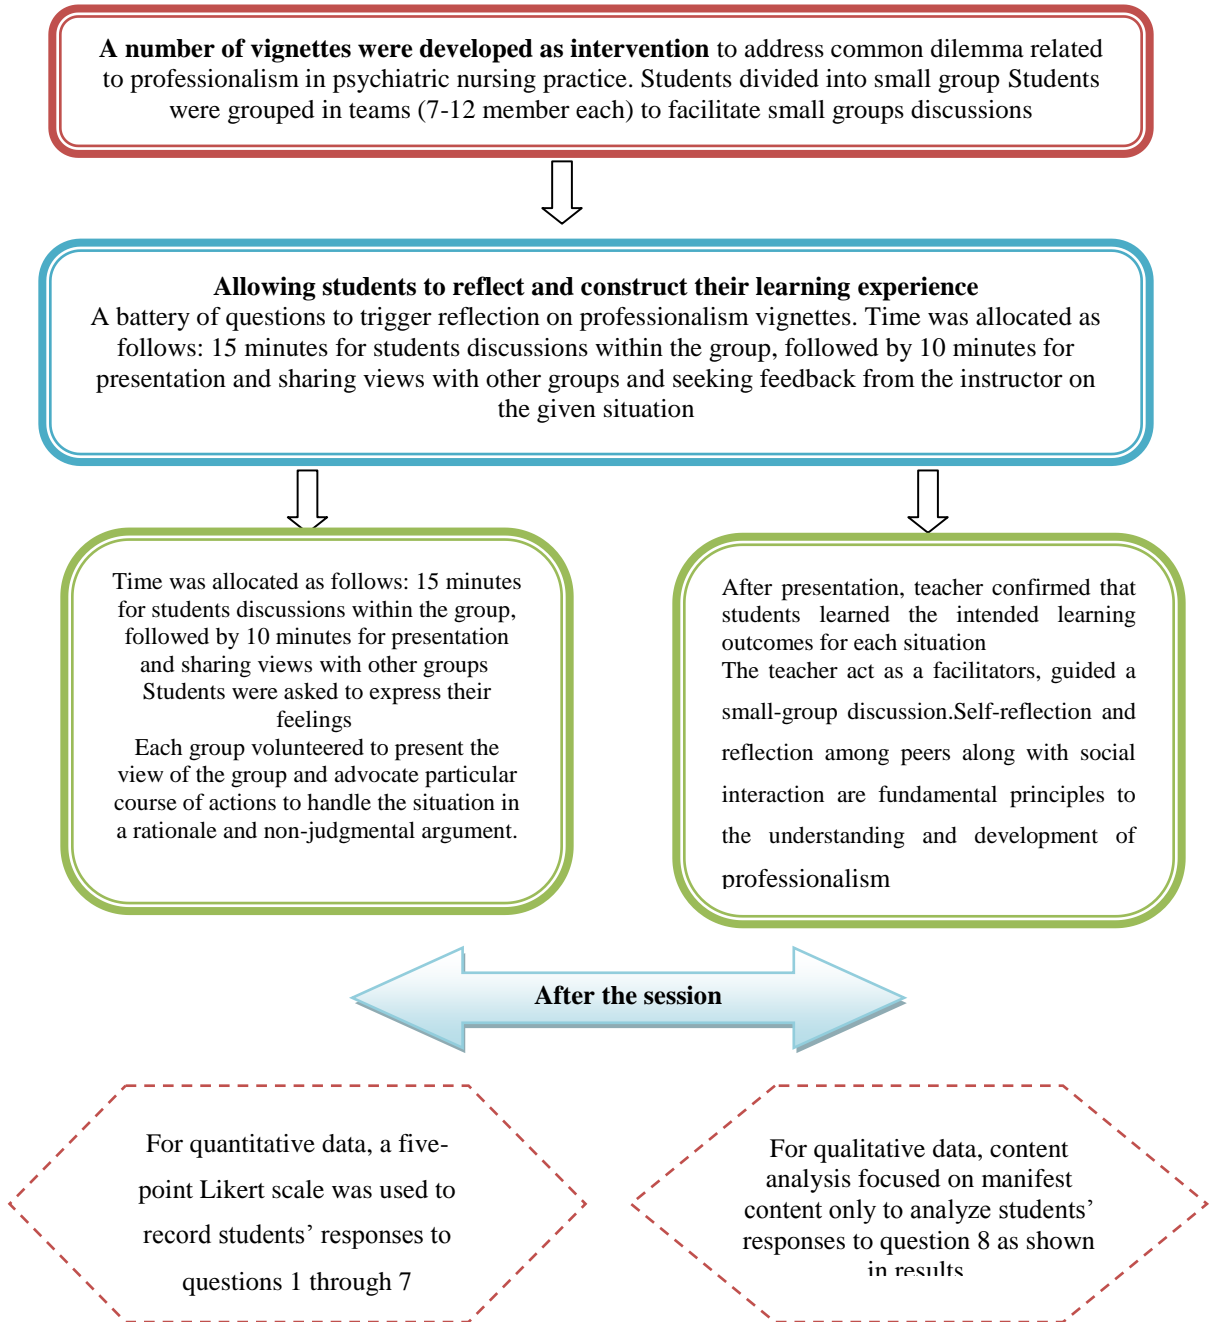 A number of vignettes were developed as intervention to address common dilemma related
to professionalism in psychiatric nursing practice. Students divided into small group Students
were grouped in teams (7-12 member each) to facilitate small groups discussions
Allowing students to reflect and construct their learning experience
A battery of questions to trigger reflection on professionalism vignettes. Time was allocated as
follows: 15 minutes for students discussions within the group, followed by 10 minutes for
presentation and sharing views with other groups and seeking feedback from the instructor on
the given situation
Time was allocated as follows: 15 minutes
for students discussions within the group,
followed by 10 minutes for presentation
and sharing views with other groups
Students were asked to express their
feelings
Each group volunteered to present the
view of the group and advocate particular
course of actions to handle the situation in
a rationale and non-judgmental argument.
After presentation, teacher confirmed that
students learned the intended learning
outcomes for each situation
The teacher act as a facilitators, guided a
small-group discussion.Self-reflection and
reflection among peers along with social
interaction are fundamental principles to
the understanding and development of
professionalism
After the session
For quantitative data, a five-
point Likert scale was used to
record students’ responses to
questions 1 through 7
For qualitative data, content
analysis focused on manifest
content only to analyze students’
responses to question 8 as shown
in results